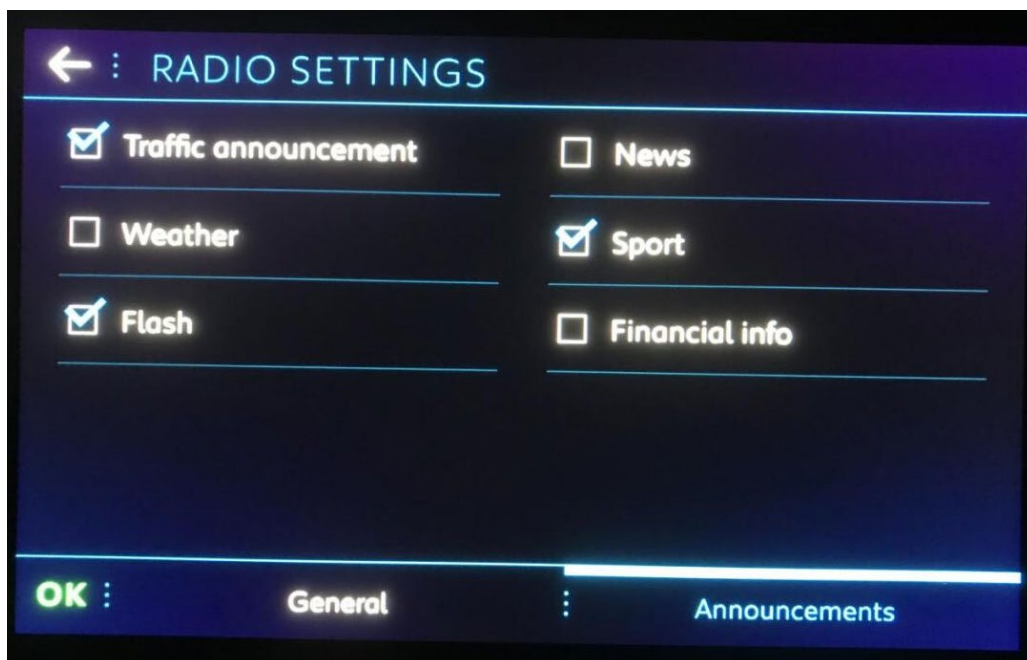 RADIO SETTINGS
Traffic announcement
News
Weather
Sport
Flash
Financial info
OK
General
Announcements